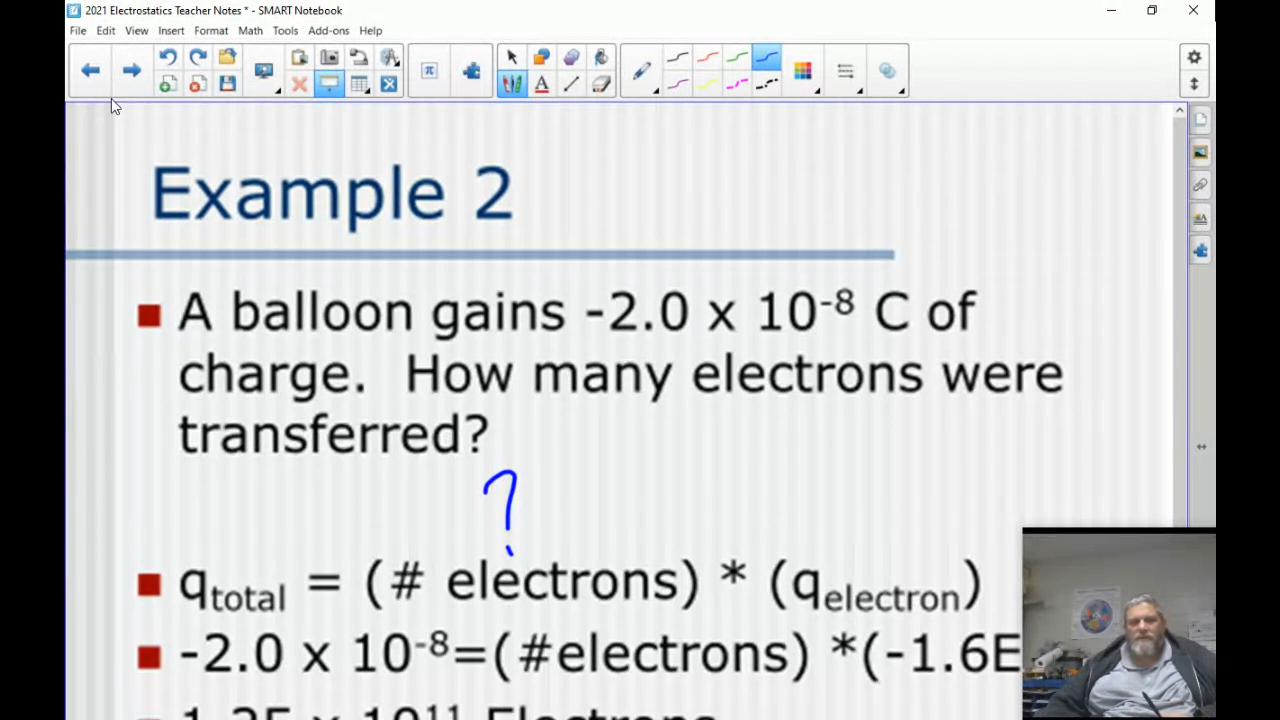 2021 Electrostatics Teacher Notes * - SMART Notebook
File Edit View Insert Format Math Tools Add-ons Help
Example 2
A balloon gains -2.0 x 10⁻⁸ C of
charge. How many electrons were
transferred?
?
q_total = (# electrons) * (q_electron)
-2.0 x 10⁻⁸=(#electrons) *(-1.6E